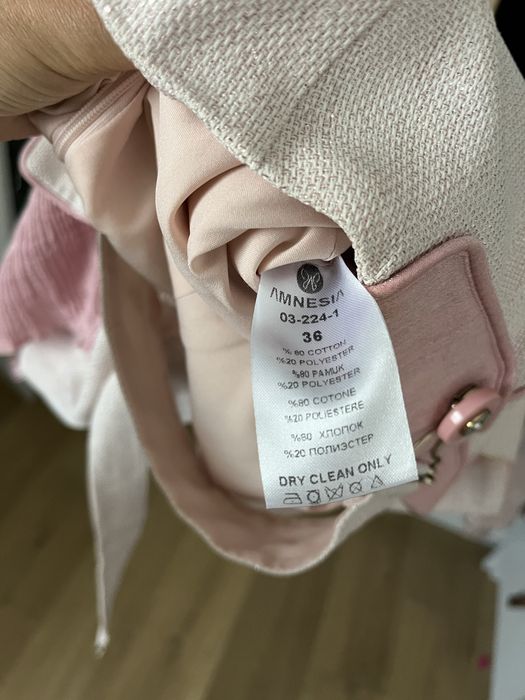 AMNESIA
03-224-1
36
%80 COTTON
%20 POLYESTER
%80 PAMUK
%20 POLYESTER
%80 COTONE
%20 POLIESTERE
%80 ХЛОПОК
%20 ПОЛИЭСТЕР
DRY CLEAN ONLY